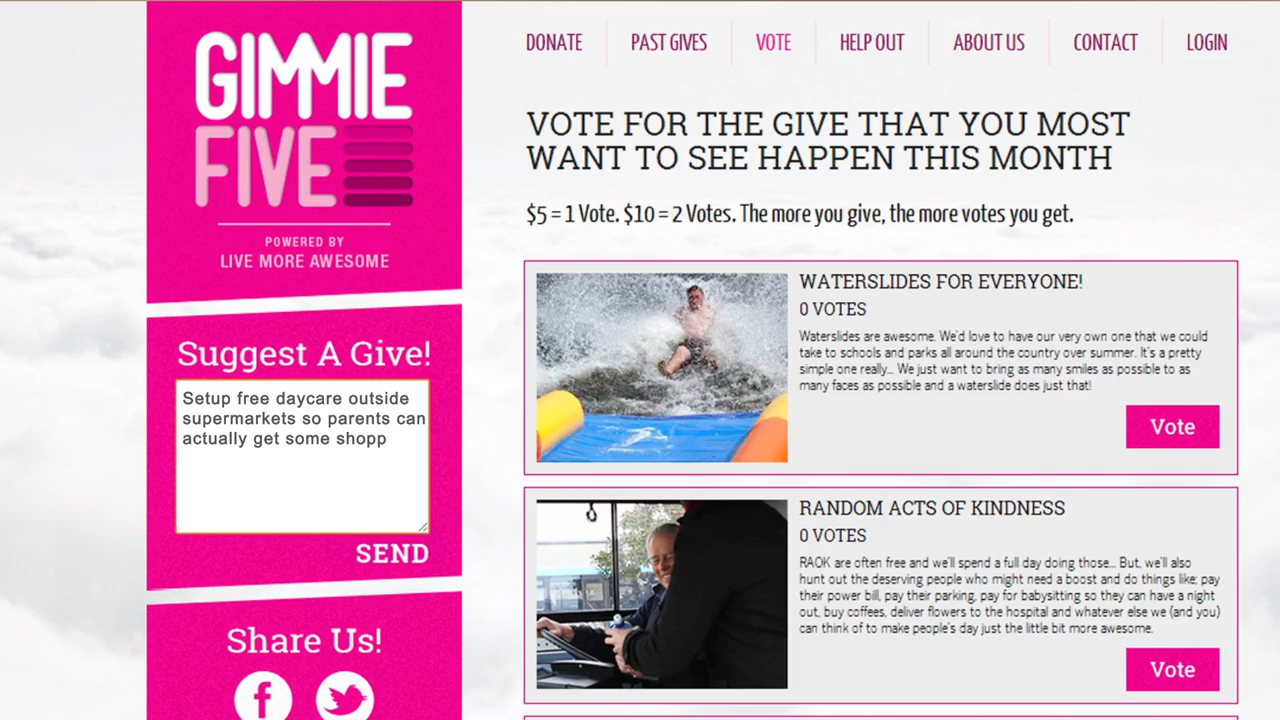 GIMMIE
FIVE
POWERED BY
LIVE MORE AWESOME
Suggest A Give!
Setup free daycare outside
supermarkets so parents can
actually get some shopp
SEND
Share Us!
DONATE
PAST GIVES
VOTE
HELP OUT
ABOUT US
CONTACT
LOGIN
VOTE FOR THE GIVE THAT YOU MOST
WANT TO SEE HAPPEN THIS MONTH
$5 = 1 Vote. $10 = 2 Votes. The more you give, the more votes you get.
WATERSLIDES FOR EVERYONE!
0 VOTES
Waterslides are awesome. We'd love to have our very own one that we could
take to schools and parks all around the country over summer. It's a pretty
simple one really... We just want to bring as many smiles as possible to as
many faces as possible and a waterslide does just that!
Vote
RANDOM ACTS OF KINDNESS
0 VOTES
RAOK are often free and we'll spend a full day doing those... But, we'll also
hunt out the deserving people who might need a boost and do things like; pay
their power bill, pay their parking, pay for babysitting so they can have a night
out, buy coffees, deliver flowers to the hospital and whatever else we (and you)
can think of to make people's day just the little bit more awesome.
Vote